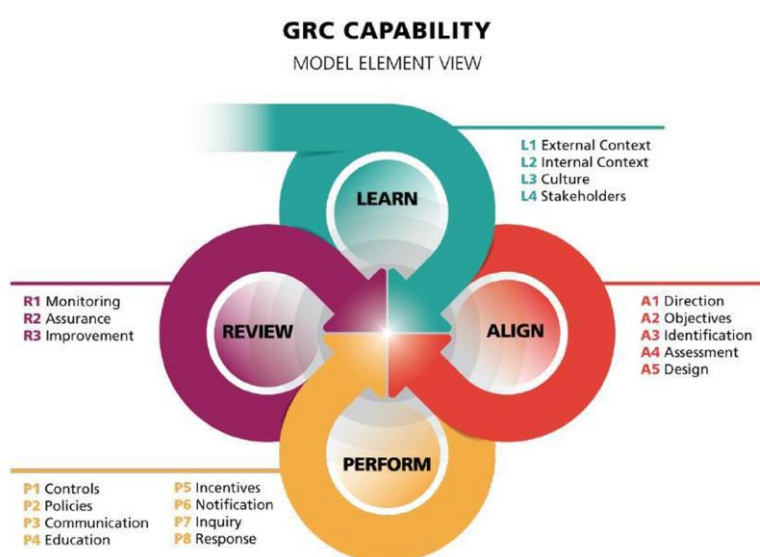 GRC CAPABILITY
MODEL ELEMENT VIEW
LEARN
L1 External Context
L2 Internal Context
L3 Culture
L4 Stakeholders
REVIEW
R1 Monitoring
R2 Assurance
R3 Improvement
ALIGN
A1 Direction
A2 Objectives
A3 Identification
A4 Assessment
A5 Design
PERFORM
P1 Controls
P2 Policies
P3 Communication
P4 Education
P5 Incentives
P6 Notification
P7 Inquiry
P8 Response